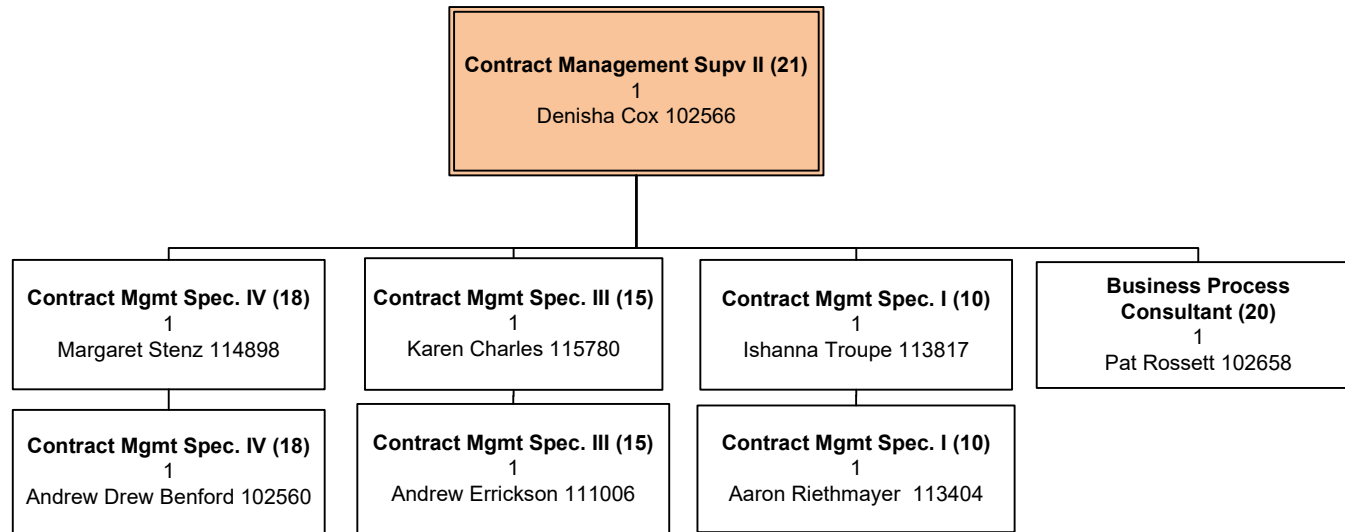 Contract Management Supv II (21)
1
Denisha Cox 102566
Contract Mgmt Spec. IV (18)
1
Margaret Stenz 114898
Contract Mgmt Spec. III (15)
1
Karen Charles 115780
Contract Mgmt Spec. I (10)
1
Ishanna Troupe 113817
Business Process
Consultant (20)
1
Pat Rossett 102658
Contract Mgmt Spec. IV (18)
1
Andrew Drew Benford 102560
Contract Mgmt Spec. III (15)
1
Andrew Errickson 111006
Contract Mgmt Spec. I (10)
1
Aaron Riethmayer 113404